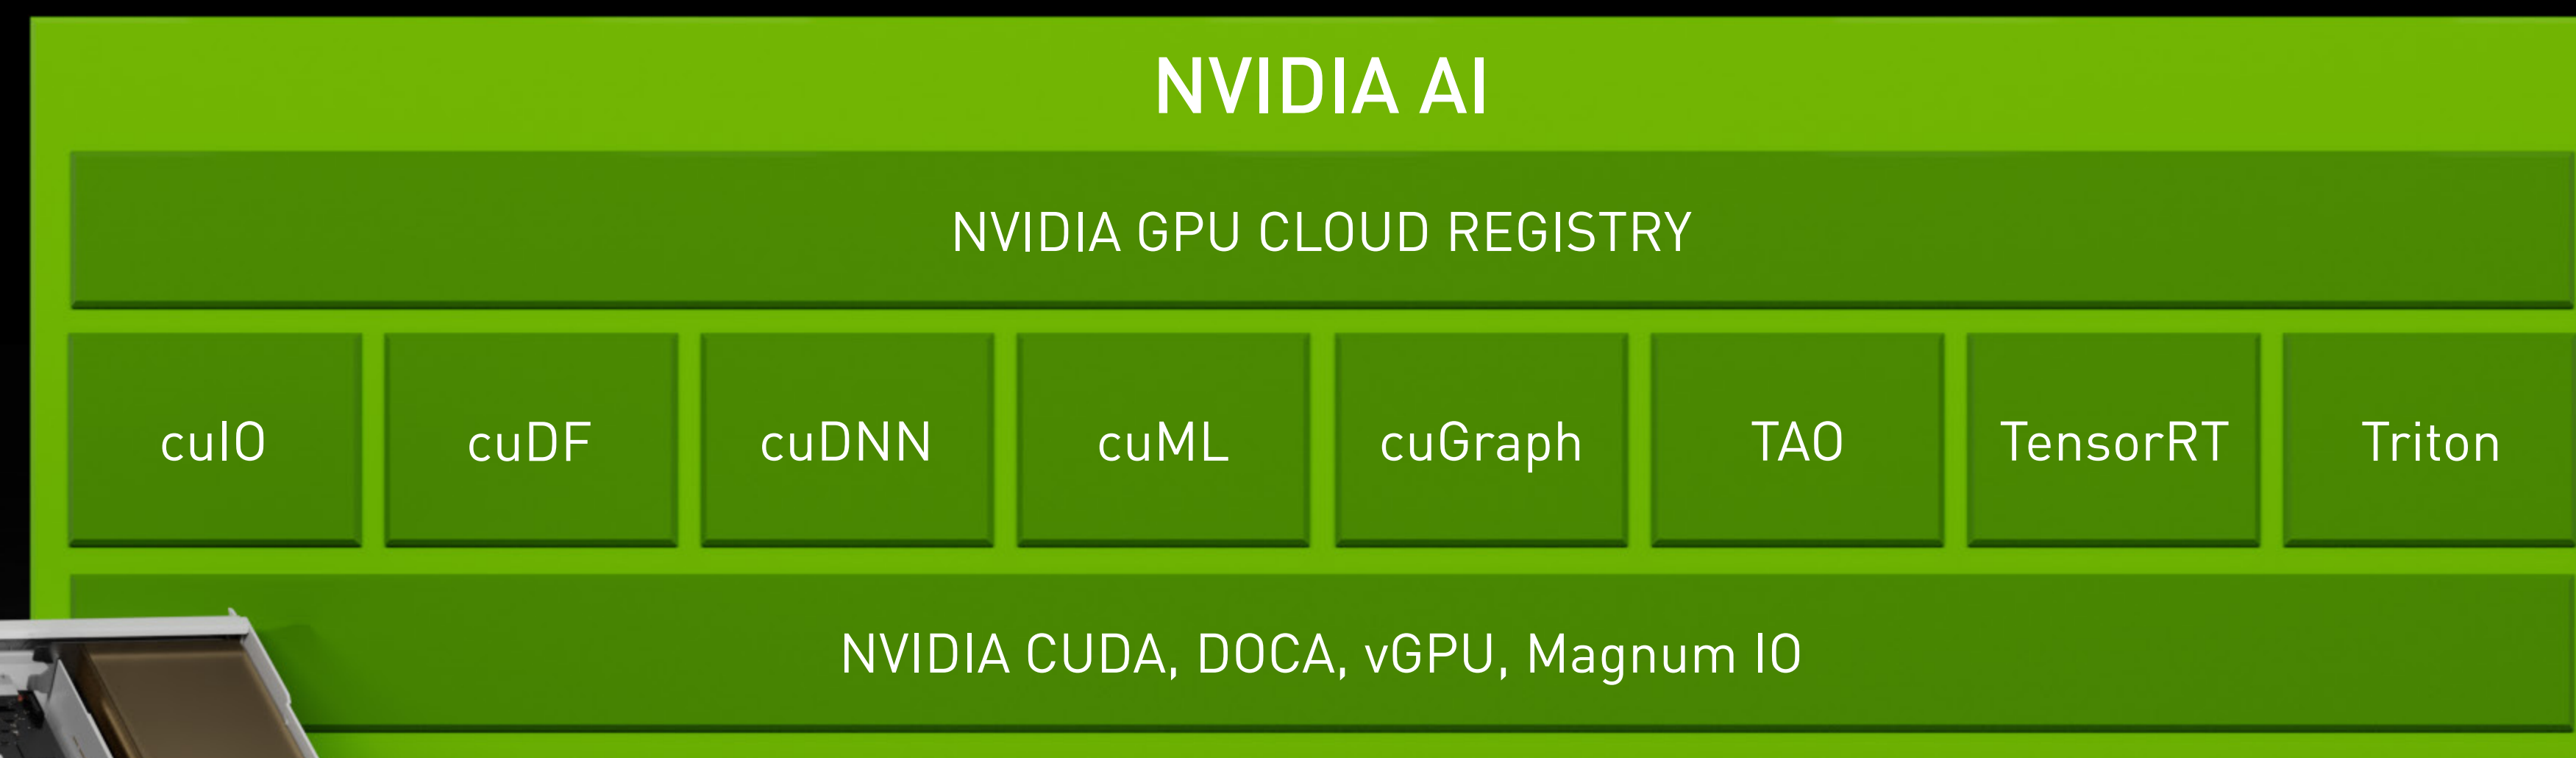 NVIDIA AI
NVIDIA GPU CLOUD REGISTRY
cuIO
cuDF
cuDNN
cuML
cuGraph
TAO
TensorRT
Triton
NVIDIA CUDA, DOCA, vGPU, Magnum IO